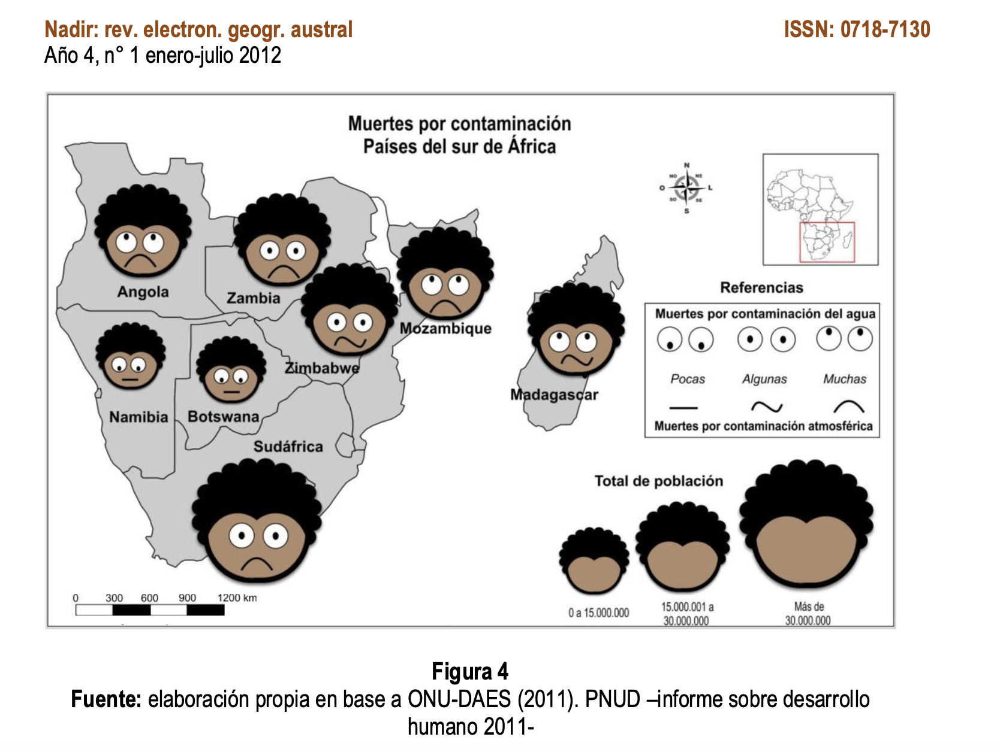 Nadir: rev. electron. geogr. austral
ISSN: 0718-7130
Año 4, n° 1 enero-julio 2012
Muertes por contaminación
Países del sur de África
N
NO
NE
O
L
SO
SE
S
Angola
Zambia
Mozambique
Zimbabwe
Namibia
Botswana
Madagascar
Sudáfrica
Referencias
Muertes por contaminación del agua
Pocas
Algunas
Muchas
Muertes por contaminación atmosférica
Total de población
0 a 15.000.000
15.000.001 a
30.000.000
Más de
30.000.000
0 300 600 900 1200 km
Figura 4
Fuente: elaboración propia en base a ONU-DAES (2011). PNUD –informe sobre desarrollo
humano 2011-